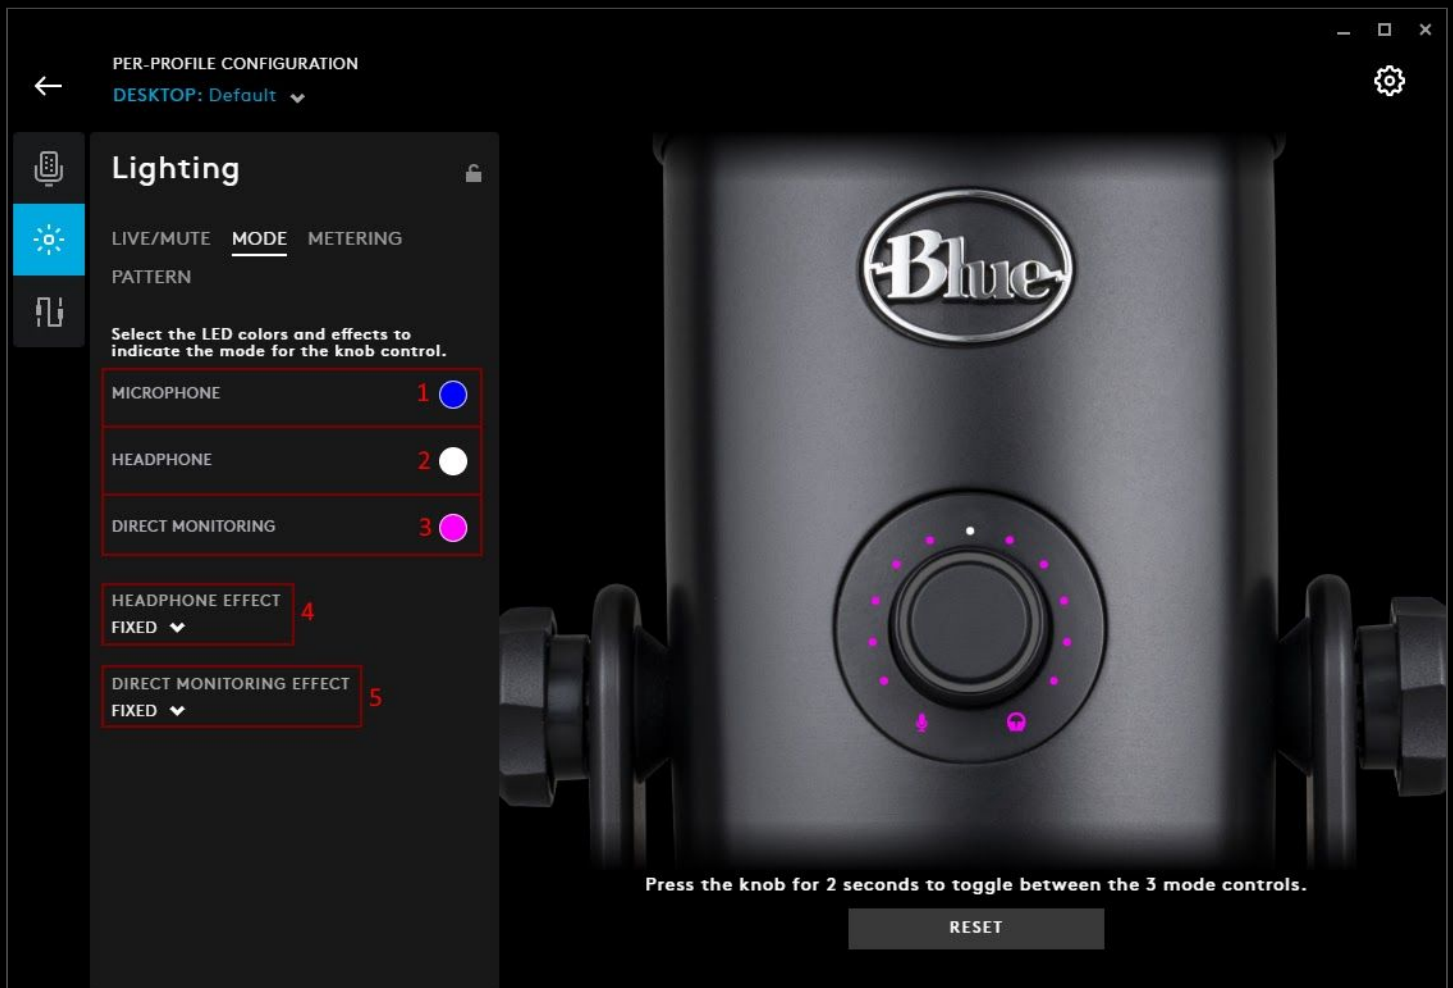 PER-PROFILE CONFIGURATION
DESKTOP: Default
Lighting
LIVE/MUTE MODE METERING
PATTERN
Select the LED colors and effects to
indicate the mode for the knob control.
MICROPHONE 1
HEADPHONE 2
DIRECT MONITORING 3
HEADPHONE EFFECT
FIXED
4
DIRECT MONITORING EFFECT
FIXED
5
Blue
Press the knob for 2 seconds to toggle between the 3 mode controls.
RESET